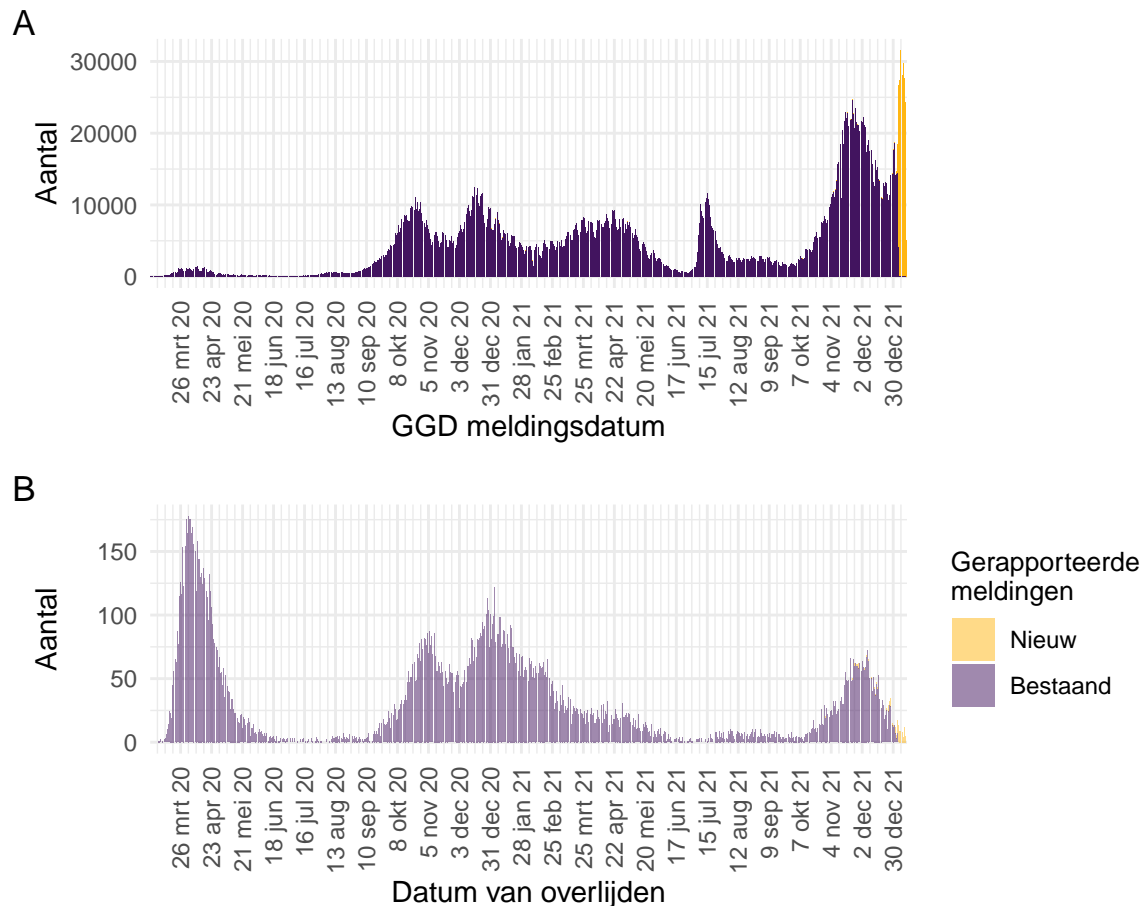 A
30000
20000
10000
0
Aantal
26 mrt 20
23 apr 20
21 mei 20
18 jun 20
16 jul 20
13 aug 20
10 sep 20
8 okt 20
5 nov 20
3 dec 20
31 dec 20
28 jan 21
25 feb 21
25 mrt 21
22 apr 21
20 mei 21
17 jun 21
15 jul 21
12 aug 21
9 sep 21
7 okt 21
4 nov 21
2 dec 21
30 dec 21
GGD meldingsdatum
B
150
100
50
0
Aantal
26 mrt 20
23 apr 20
21 mei 20
18 jun 20
16 jul 20
13 aug 20
10 sep 20
8 okt 20
5 nov 20
3 dec 20
31 dec 20
28 jan 21
25 feb 21
25 mrt 21
22 apr 21
20 mei 21
17 jun 21
15 jul 21
12 aug 21
9 sep 21
7 okt 21
4 nov 21
2 dec 21
30 dec 21
Datum van overlijden
Gerapporteerde
meldingen
Nieuw
Bestaand